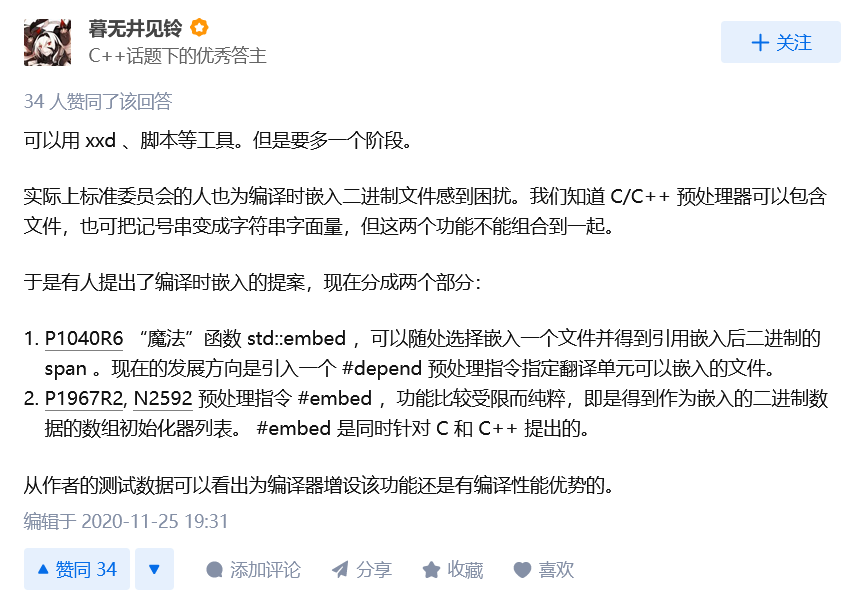 暮无井见铃
C++话题下的优秀答主
关注
34 人赞同了该回答
可以用 xxd 、脚本等工具。但是要多一个阶段。
实际上标准委员会的人也为编译时嵌入二进制文件感到困扰。我们知道 C/C++ 预处理器可以包含
文件，也可把记号串变成字符串字面量，但这两个功能不能组合到一起。
于是有人提出了编译时嵌入的提案，现在分成两个部分：
1. P1040R6 “魔法”函数 std::embed ，可以随处选择嵌入一个文件并得到引用嵌入后二进制的
span 。现在的发展方向是引入一个 #depend 预处理指令指定翻译单元可以嵌入的文件。
2. P1967R2, N2592 预处理指令 #embed ，功能比较受限而纯粹，即是得到作为嵌入的二进制数
据的数组初始化器列表。 #embed 是同时针对 C 和 C++ 提出的。
从作者的测试数据可以看出为编译器增设该功能还是有编译性能优势的。
编辑于 2020-11-25 19:31
赞同 34 添加评论 分享 收藏 喜欢